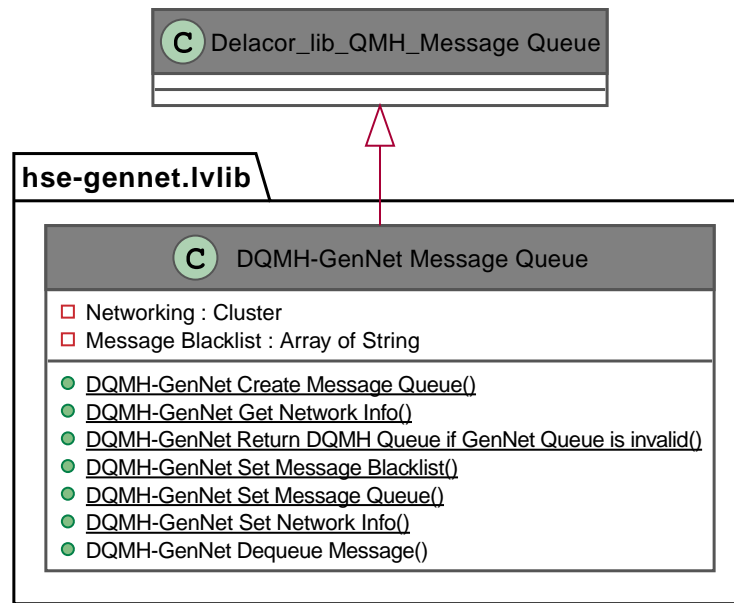 C Delacor_lib_QMH_Message Queue
hse-gennet.lvlib
C DQMH-GenNet Message Queue
Networking : Cluster
Message Blacklist : Array of String
DQMH-GenNet Create Message Queue()
DQMH-GenNet Get Network Info()
DQMH-GenNet Return DQMH Queue if GenNet Queue is invalid()
DQMH-GenNet Set Message Blacklist()
DQMH-GenNet Set Message Queue()
DQMH-GenNet Set Network Info()
DQMH-GenNet Dequeue Message()